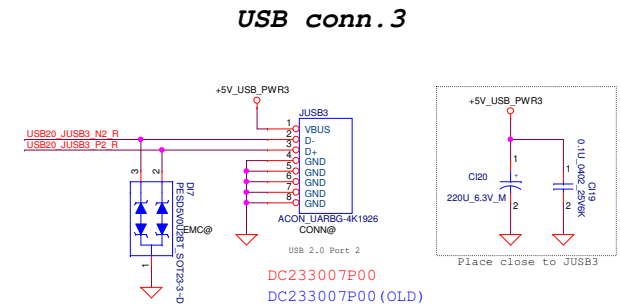 USB conn.3
+5V_USB_PWR3
JUSB3
1 VBUS
2 D-
3 D+
4 GND
5 GND
6 GND
7 GND
8 GND
USB20_JUSB3_N2_R
USB20_JUSB3_P2_R
ACON_UARBG-4K1926
CONN@
USB 2.0 Port 2
DC233007P00
DC233007P00(OLD)
3
2
1
DI7
PESD5V0U2BT_SOT23-3~D
EMC@
+5V_USB_PWR3
1
+
CI20
220U_6.3V_M
2
1
2
0.1U_0402_25V6K
CI19
Place close to JUSB3